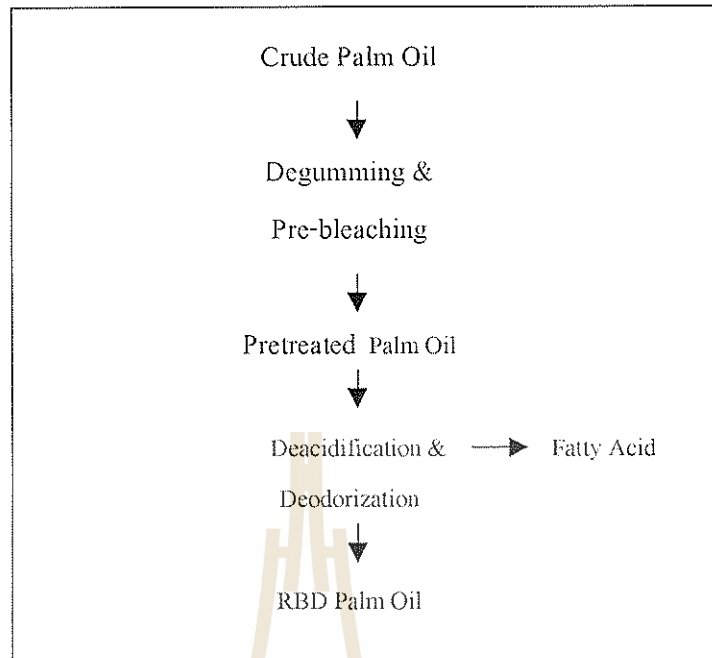 Crude Palm Oil
Degumming &
Pre-bleaching
Pretreated Palm Oil
Deacidification &
Fatty Acid
Deodorization
RBD Palm Oil